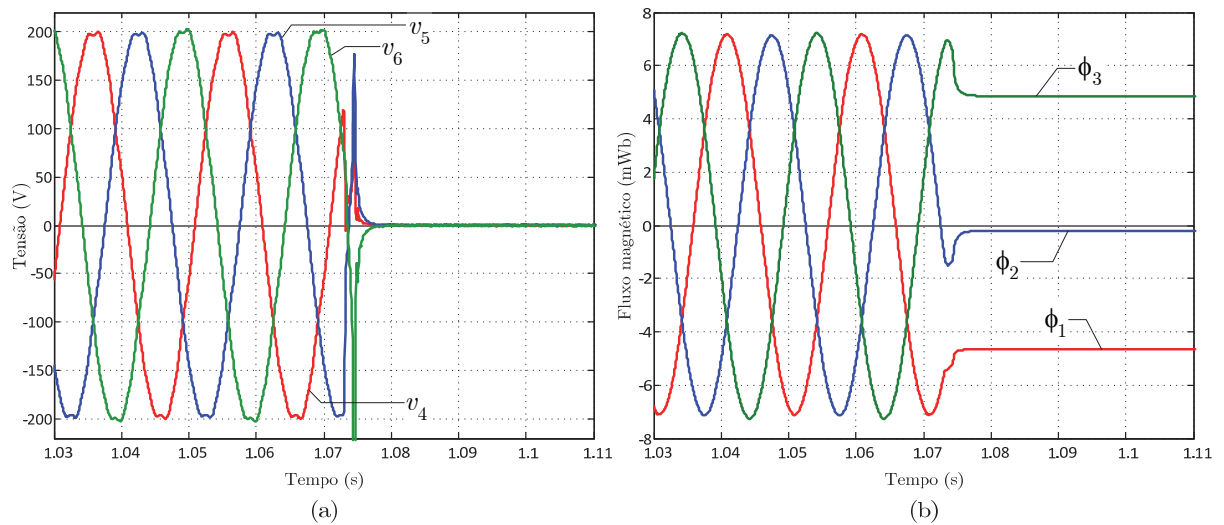 200
150
100
50
0
-50
-100
-150
-200
Tensão (V)
v5
v6
v4
1.03 1.04 1.05 1.06 1.07 1.08 1.09 1.1 1.11
Tempo (s)
(a)
8
6
4
2
0
-2
-4
-6
-8
Fluxo magnético (mWb)
ϕ3
ϕ2
ϕ1
1.03 1.04 1.05 1.06 1.07 1.08 1.09 1.1 1.11
Tempo (s)
(b)